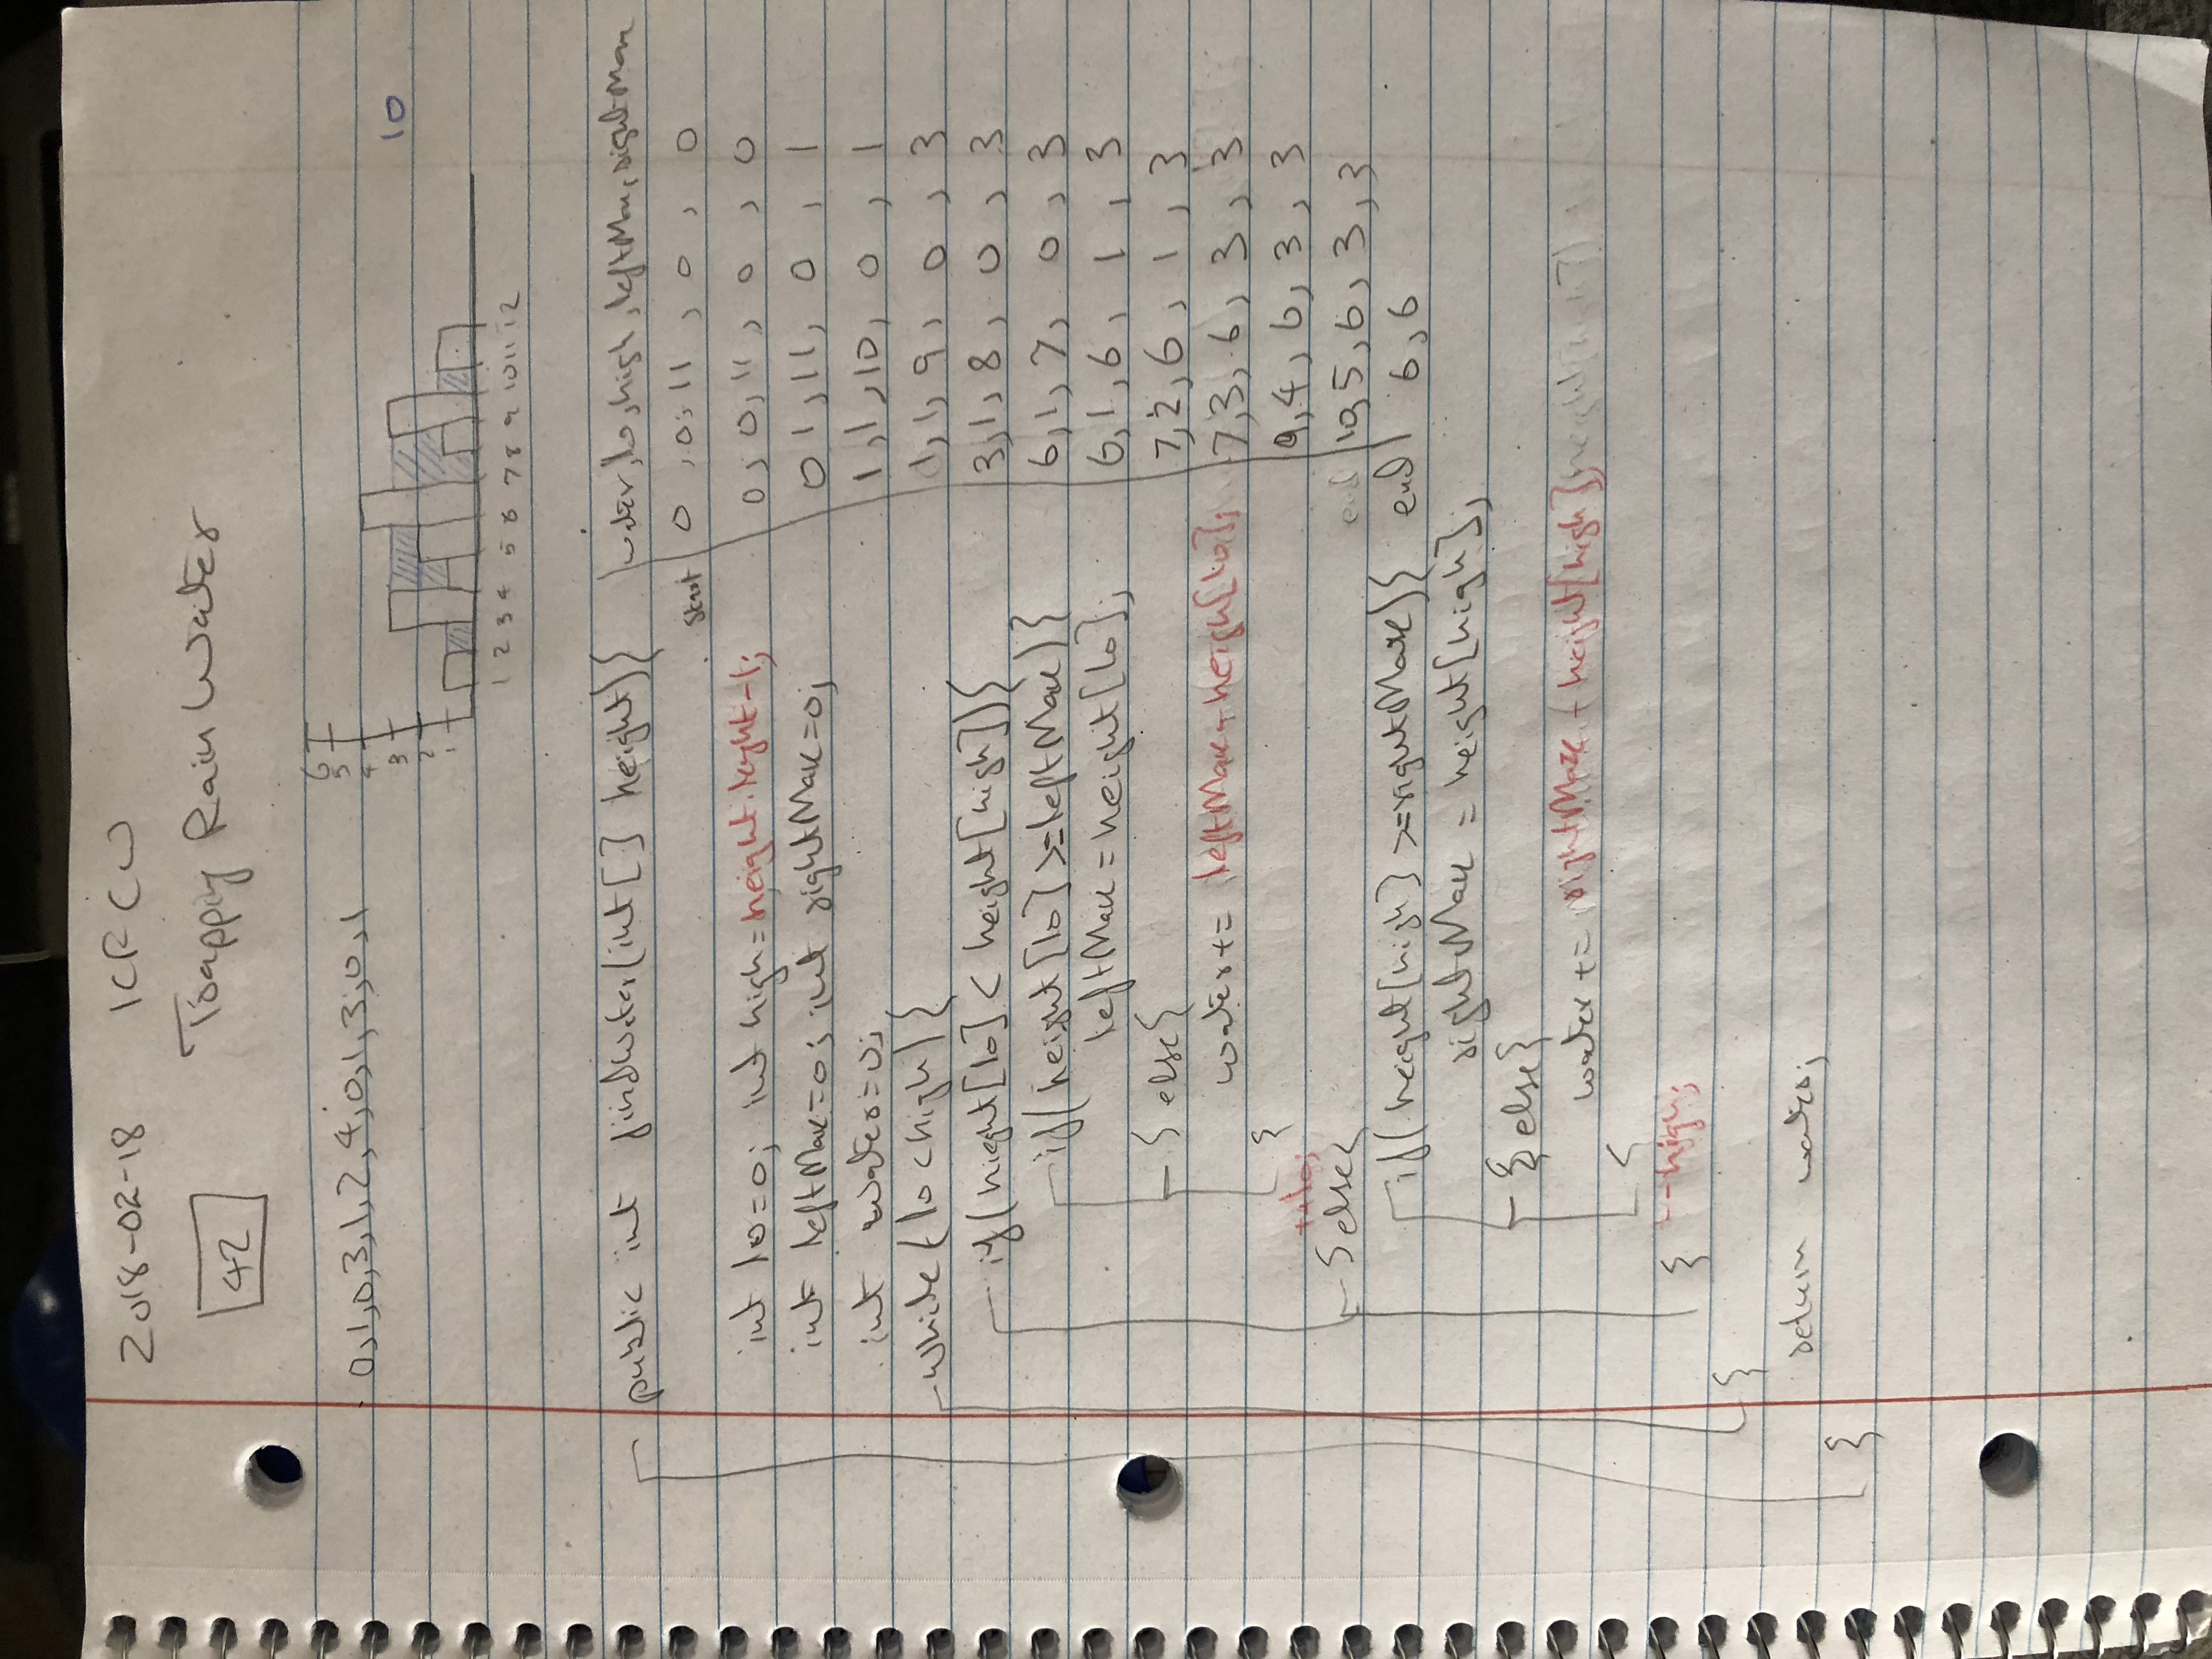 2018-02-18 ICFCW
42 Trapping Rain Water
0,1,0,3,1,2,4,0,1,3,0,1
6
5
4
3
2
1
10
1 2 3 4 5 6 7 8 9 10 11 12
public int findWater(int[] height){
int lo=0; int high=height.leght-1;
int leftMax=0; int rightMax=0;
int water=0;
while(lo<high){
if(hieght[lo] < height[high]){
if(height[lo] >=leftMax){
leftMax = height[lo];
} else{
water+= leftMax-heigh[lo];
}
++lo;
} else{
if(height[high] >=rightMax){
rightMax = height[high];
} else{
water += rightMax - height[high];
}
--high;
}
}
return water;
}
water, lo, high, leftMax, rightMax
Start 0, 0, 11, 0, 0
0, 0, 11, 0, 0
0 1, 11, 0, 1
1, 1, 10, 0, 1
1, 1, 9, 0, 3
3, 1, 8, 0, 3
6, 1, 7, 0, 3
6, 1, 6, 1, 3
7, 2, 6, 1, 3
7, 3, 6, 3, 3
9, 4, 6, 3, 3
end 10, 5, 6, 3, 3
end 6, 6